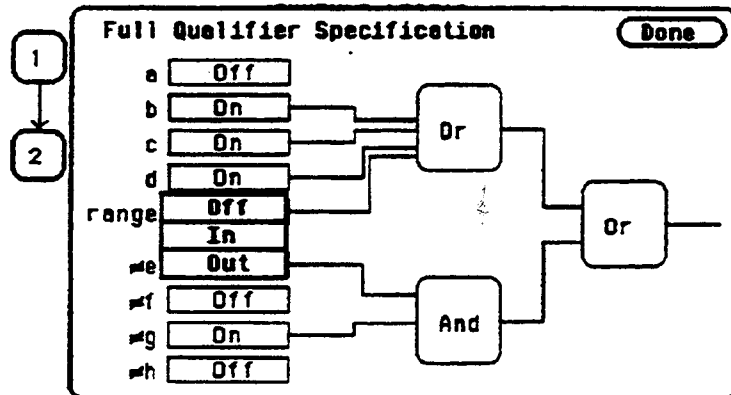 Full Qualifier Specification Done
1
2
a Off
b On
c On
d On
range Off
In
≠e Out
≠f Off
≠g On
≠h Off
Or
And
Or